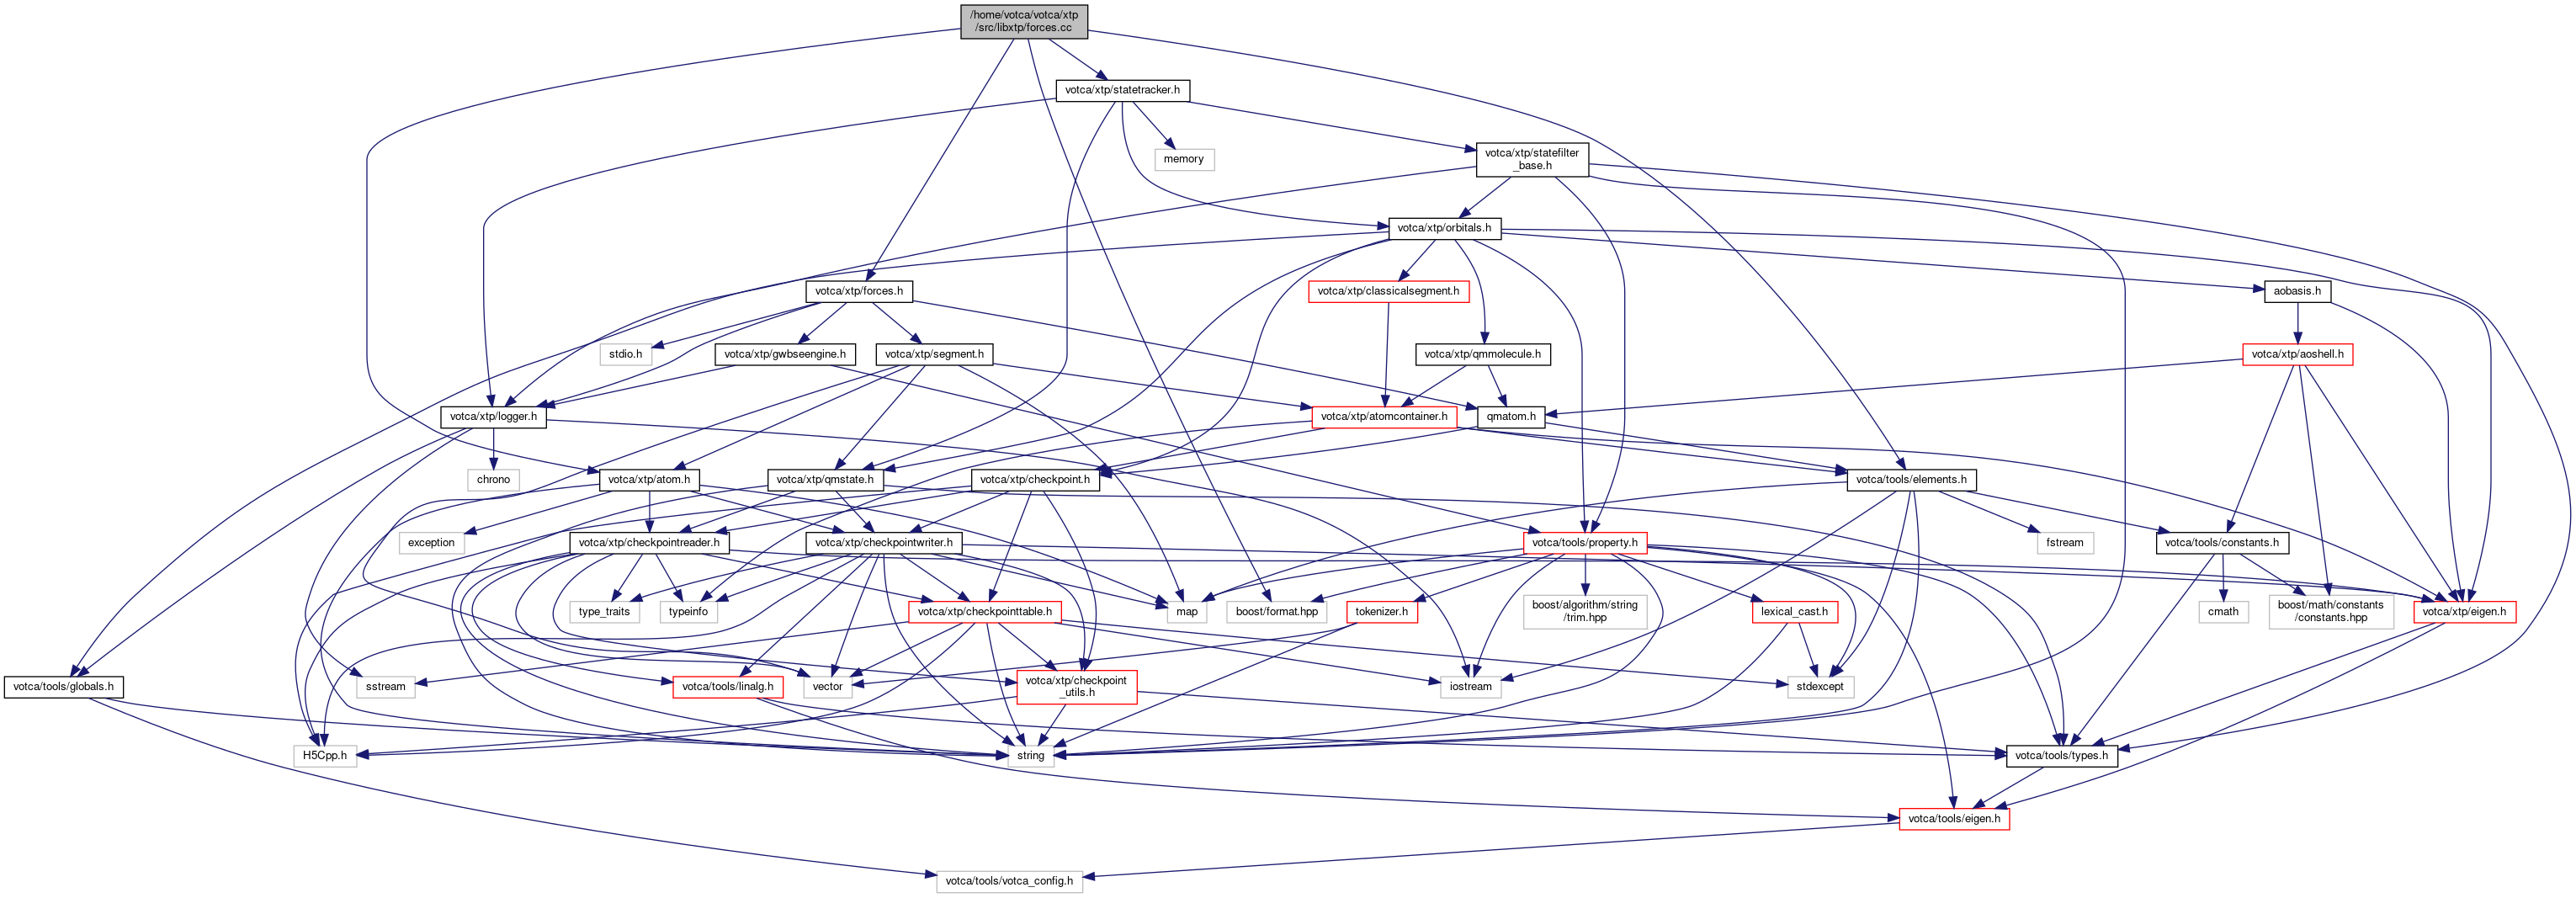 /home/votca/votca/xtp
/src/libxtp/forces.cc
votca/xtp/statetracker.h
memory
votca/xtp/statefilter
_base.h
votca/xtp/orbitals.h
votca/xtp/forces.h
votca/xtp/classicalsegment.h
aobasis.h
stdio.h
votca/xtp/gwbseengine.h
votca/xtp/segment.h
votca/xtp/qmmolecule.h
votca/xtp/aoshell.h
votca/xtp/logger.h
votca/xtp/atomcontainer.h
qmatom.h
chrono
votca/xtp/atom.h
votca/xtp/qmstate.h
votca/xtp/checkpoint.h
votca/tools/elements.h
exception
votca/xtp/checkpointreader.h
votca/xtp/checkpointwriter.h
votca/tools/property.h
fstream
votca/tools/constants.h
type_traits
typeinfo
votca/xtp/checkpointtable.h
map
boost/format.hpp
tokenizer.h
boost/algorithm/string
/trim.hpp
lexical_cast.h
cmath
boost/math/constants
/constants.hpp
votca/xtp/eigen.h
votca/tools/globals.h
sstream
votca/tools/linalg.h
vector
votca/xtp/checkpoint
_utils.h
iostream
stdexcept
H5Cpp.h
string
votca/tools/types.h
votca/tools/eigen.h
votca/tools/votca_config.h